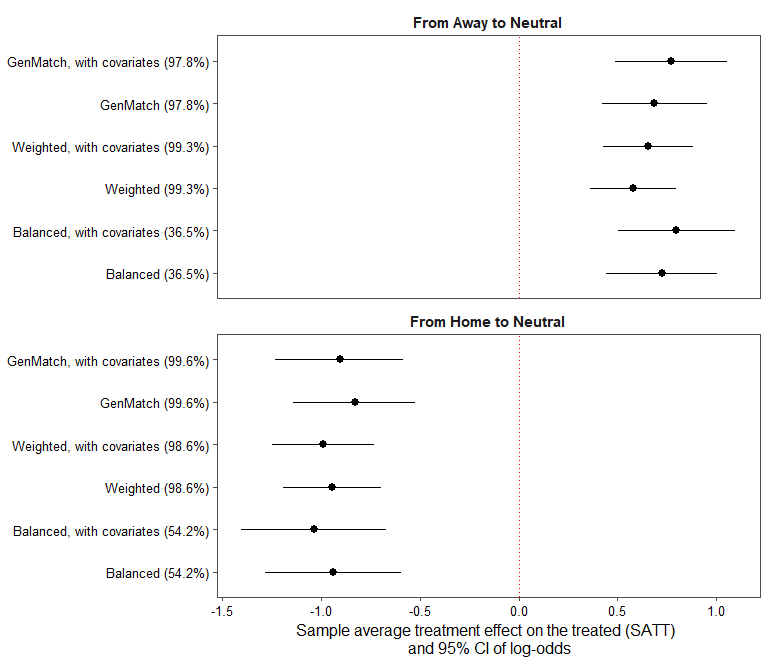 From Away to Neutral
GenMatch, with covariates (97.8%)
GenMatch (97.8%)
Weighted, with covariates (99.3%)
Weighted (99.3%)
Balanced, with covariates (36.5%)
Balanced (36.5%)
From Home to Neutral
GenMatch, with covariates (99.6%)
GenMatch (99.6%)
Weighted, with covariates (98.6%)
Weighted (98.6%)
Balanced, with covariates (54.2%)
Balanced (54.2%)
-1.5 -1.0 -0.5 0.0 0.5 1.0
Sample average treatment effect on the treated (SATT)
and 95% CI of log-odds